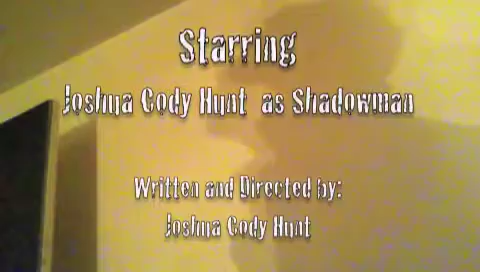 Starring
Joshua Cody Hunt as Shadowman
Written and Directed by:
Joshua Cody Hunt